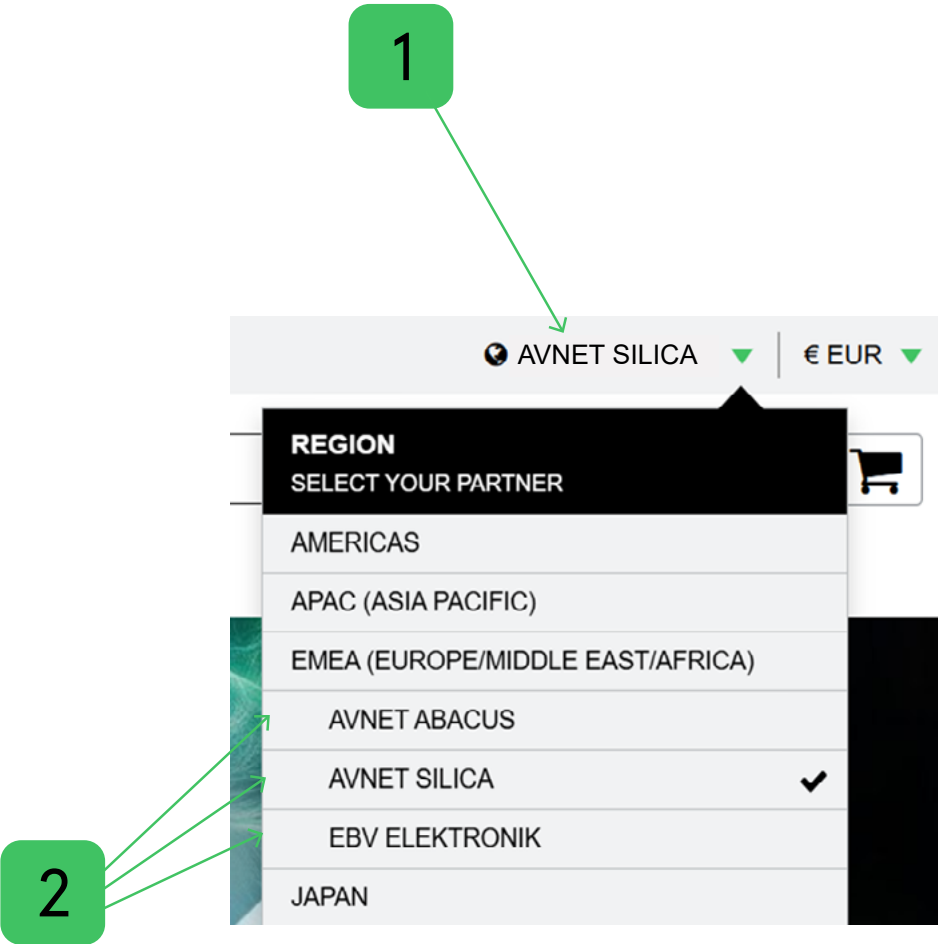 1
AVNET SILICA
€ EUR
REGION
SELECT YOUR PARTNER
AMERICAS
APAC (ASIA PACIFIC)
EMEA (EUROPE/MIDDLE EAST/AFRICA)
AVNET ABACUS
AVNET SILICA
EBV ELEKTRONIK
2
JAPAN